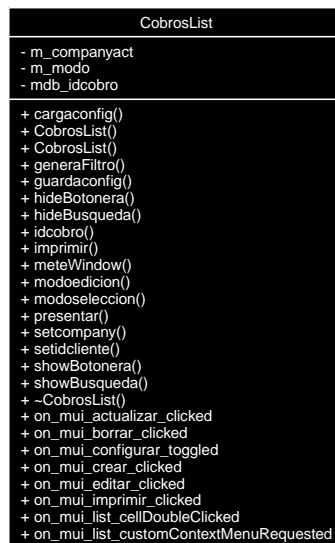 CobrosList
- m_companyact
- m_modo
- mdb_idcobro
+ cargaconfig()
+ CobrosList()
+ CobrosList()
+ generaFiltro()
+ guardaconfig()
+ hideBotonera()
+ hideBusqueda()
+ idcobro()
+ imprimir()
+ meteWindow()
+ modoedicion()
+ modoseleccion()
+ presentar()
+ setcompany()
+ setidcliente()
+ showBotonera()
+ showBusqueda()
+ ~CobrosList()
+ on_mui_actualizar_clicked
+ on_mui_borrar_clicked
+ on_mui_configurar_toggled
+ on_mui_crear_clicked
+ on_mui_editar_clicked
+ on_mui_imprimir_clicked
+ on_mui_list_cellDoubleClicked
+ on_mui_list_customContextMenuRequested